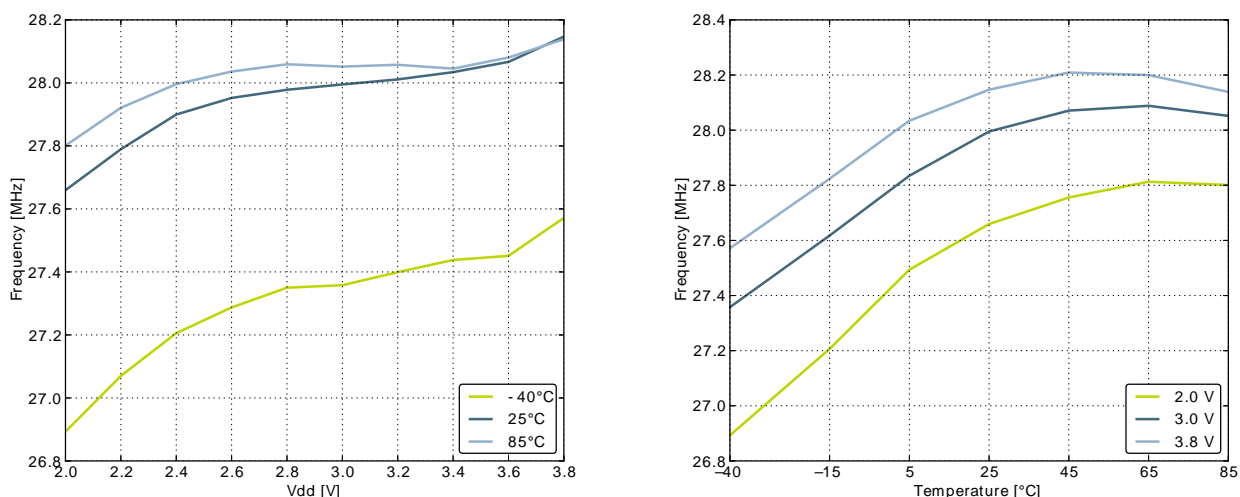 28.2
28.0
27.8
27.6
27.4
27.2
27.0
26.8
Frequency [MHz]
2.0 2.2 2.4 2.6 2.8 3.0 3.2 3.4 3.6 3.8
Vdd [V]
- 40°C
25°C
85°C
28.4
28.2
28.0
27.8
27.6
27.4
27.2
27.0
26.8
Frequency [MHz]
–40 –15 5 25 45 65 85
Temperature [°C]
2.0 V
3.0 V
3.8 V